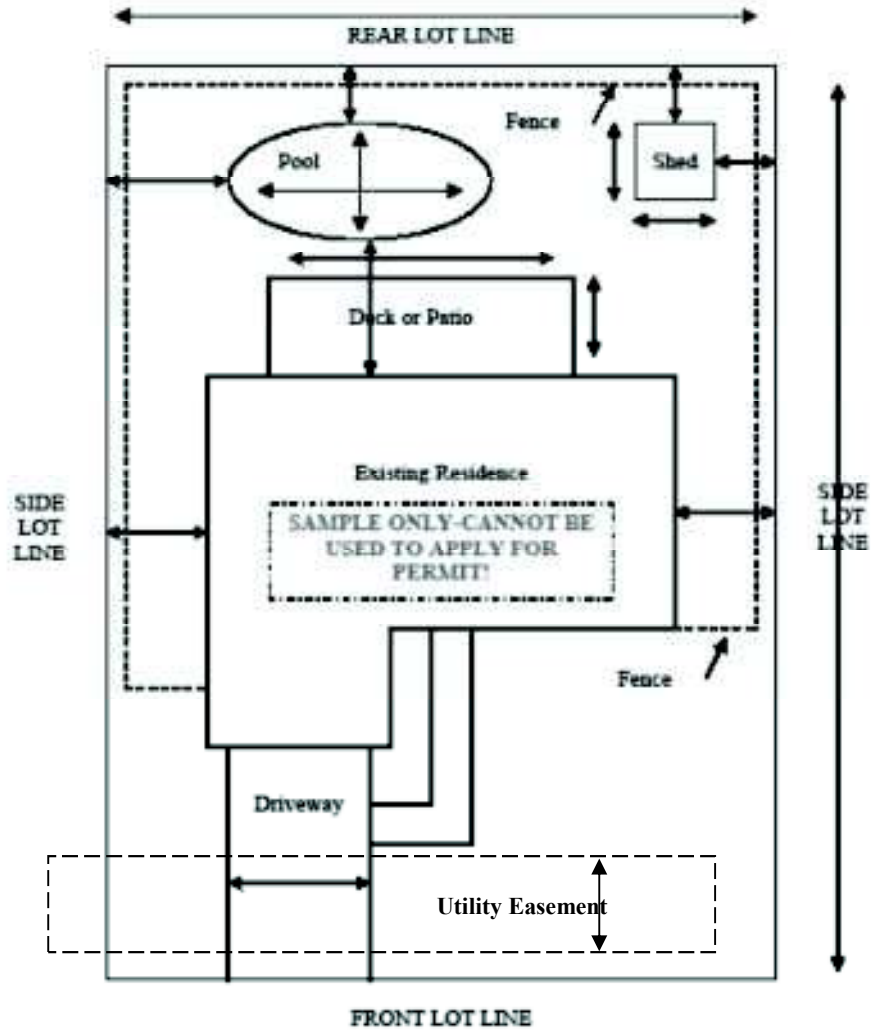 REAR LOT LINE
Fence
Pool
Shed
Deck or Patio
Existing Residence
SIDE
LOT
LINE
SAMPLE ONLY-CANNOT BE
USED TO APPLY FOR
PERMIT!
SIDE
LOT
LINE
Fence
Driveway
Utility Easement
FRONT LOT LINE